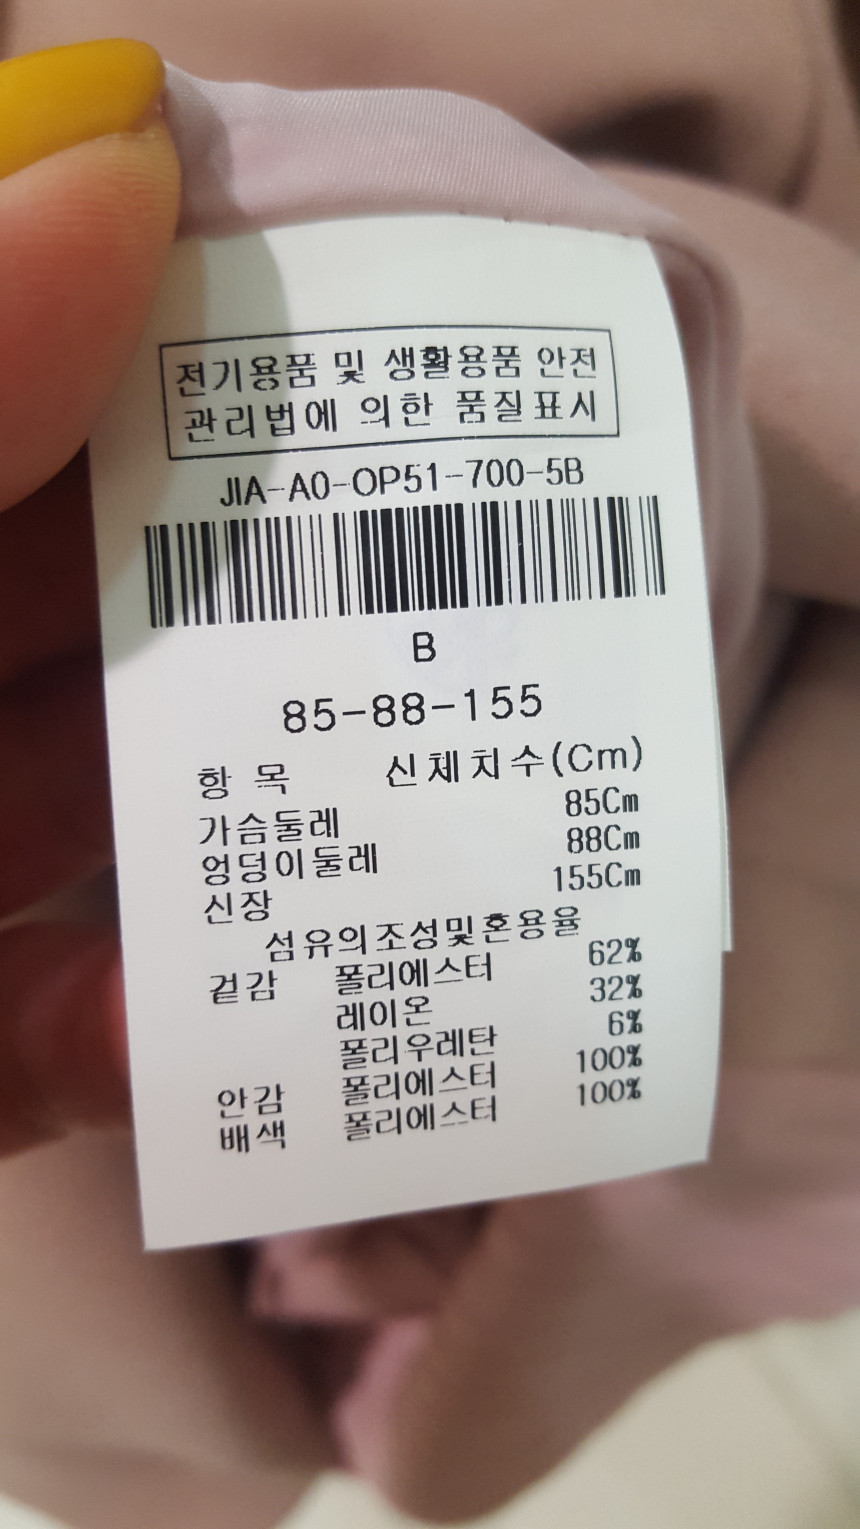 전기용품 및 생활용품 안전
관리법에 의한 품질표시
JIA-A0-OP51-700-5B
B
85-88-155
항 목 신체치수(Cm)
가슴둘레 85Cm
엉덩이둘레 88Cm
신장 155Cm
섬유의조성및혼용율
겉감 폴리에스터 62%
레이온 32%
폴리우레탄 6%
안감 폴리에스터 100%
배색 폴리에스터 100%